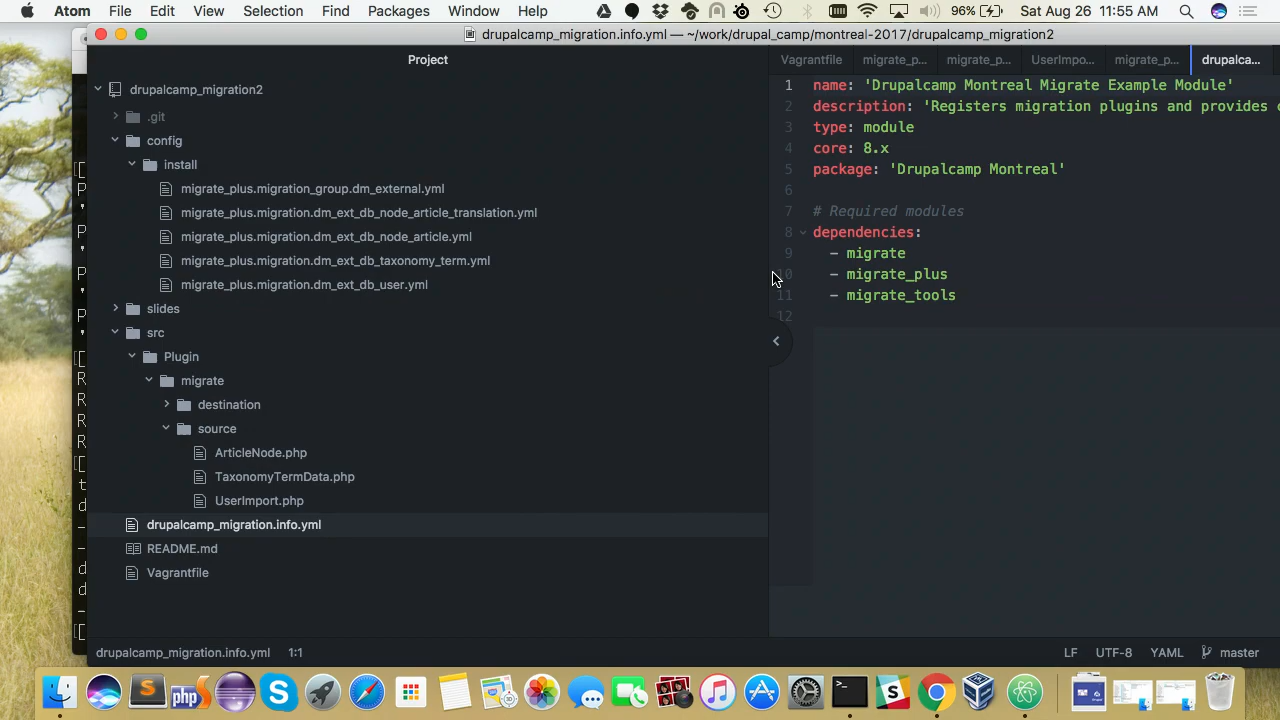 Atom File Edit View Selection Find Packages Window Help 96% Sat Aug 26 11:55 AM
drupalcamp_migration.info.yml — ~/work/drupal_camp/montreal-2017/drupalcamp_migration2
Project
Vagrantfile migrate_p... migrate_p... UserImpo... migrate_p... drupalca...
drupalcamp_migration2
.git
config
install
migrate_plus.migration_group.dm_external.yml
migrate_plus.migration.dm_ext_db_node_article_translation.yml
migrate_plus.migration.dm_ext_db_node_article.yml
migrate_plus.migration.dm_ext_db_taxonomy_term.yml
migrate_plus.migration.dm_ext_db_user.yml
slides
src
Plugin
migrate
destination
source
ArticleNode.php
TaxonomyTermData.php
UserImport.php
drupalcamp_migration.info.yml
README.md
Vagrantfile
1 name: 'Drupalcamp Montreal Migrate Example Module'
2 description: 'Registers migration plugins and provides
3 type: module
4 core: 8.x
5 package: 'Drupalcamp Montreal'
6
7 # Required modules
8 dependencies:
9 - migrate
10 - migrate_plus
11 - migrate_tools
12
drupalcamp_migration.info.yml 1:1 LF UTF-8 YAML master